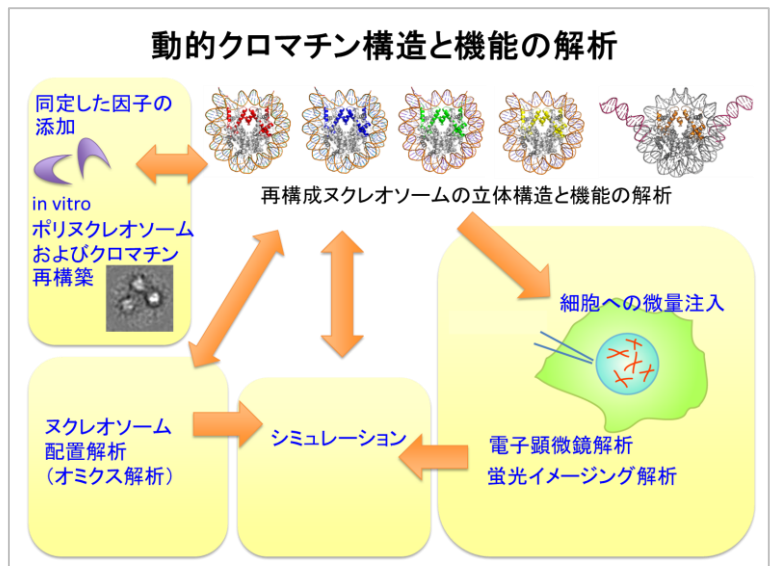 動的クロマチン構造と機能の解析
同定した因子の
添加
in vitro
ポリヌクレオソーム
およびクロマチン
再構築
再構成ヌクレオソームの立体構造と機能の解析
細胞への微量注入
ヌクレオソーム
配置解析
（オミクス解析）
シミュレーション
電子顕微鏡解析
蛍光イメージング解析